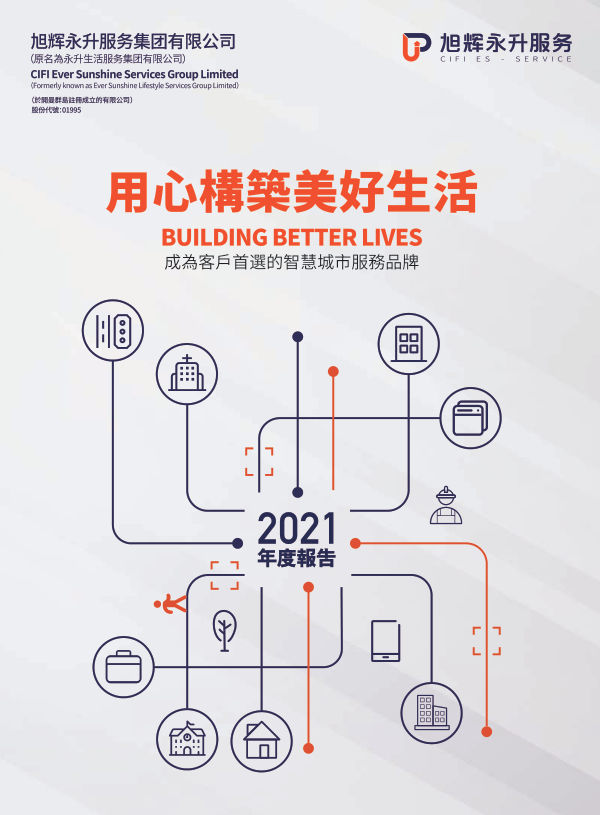 旭辉永升服务集团有限公司
(原名為永升生活服务集团有限公司)
CIFI Ever Sunshine Services Group Limited
(Formerly known as Ever Sunshine Lifestyle Services Group Limited)
(於開曼群島註冊成立的有限公司)
股份代號:01995
旭辉永升服务
CIFI ES - SERVICE
用心構築美好生活
BUILDING BETTER LIVES
成為客戶首選的智慧城市服務品牌
2021
年度報告